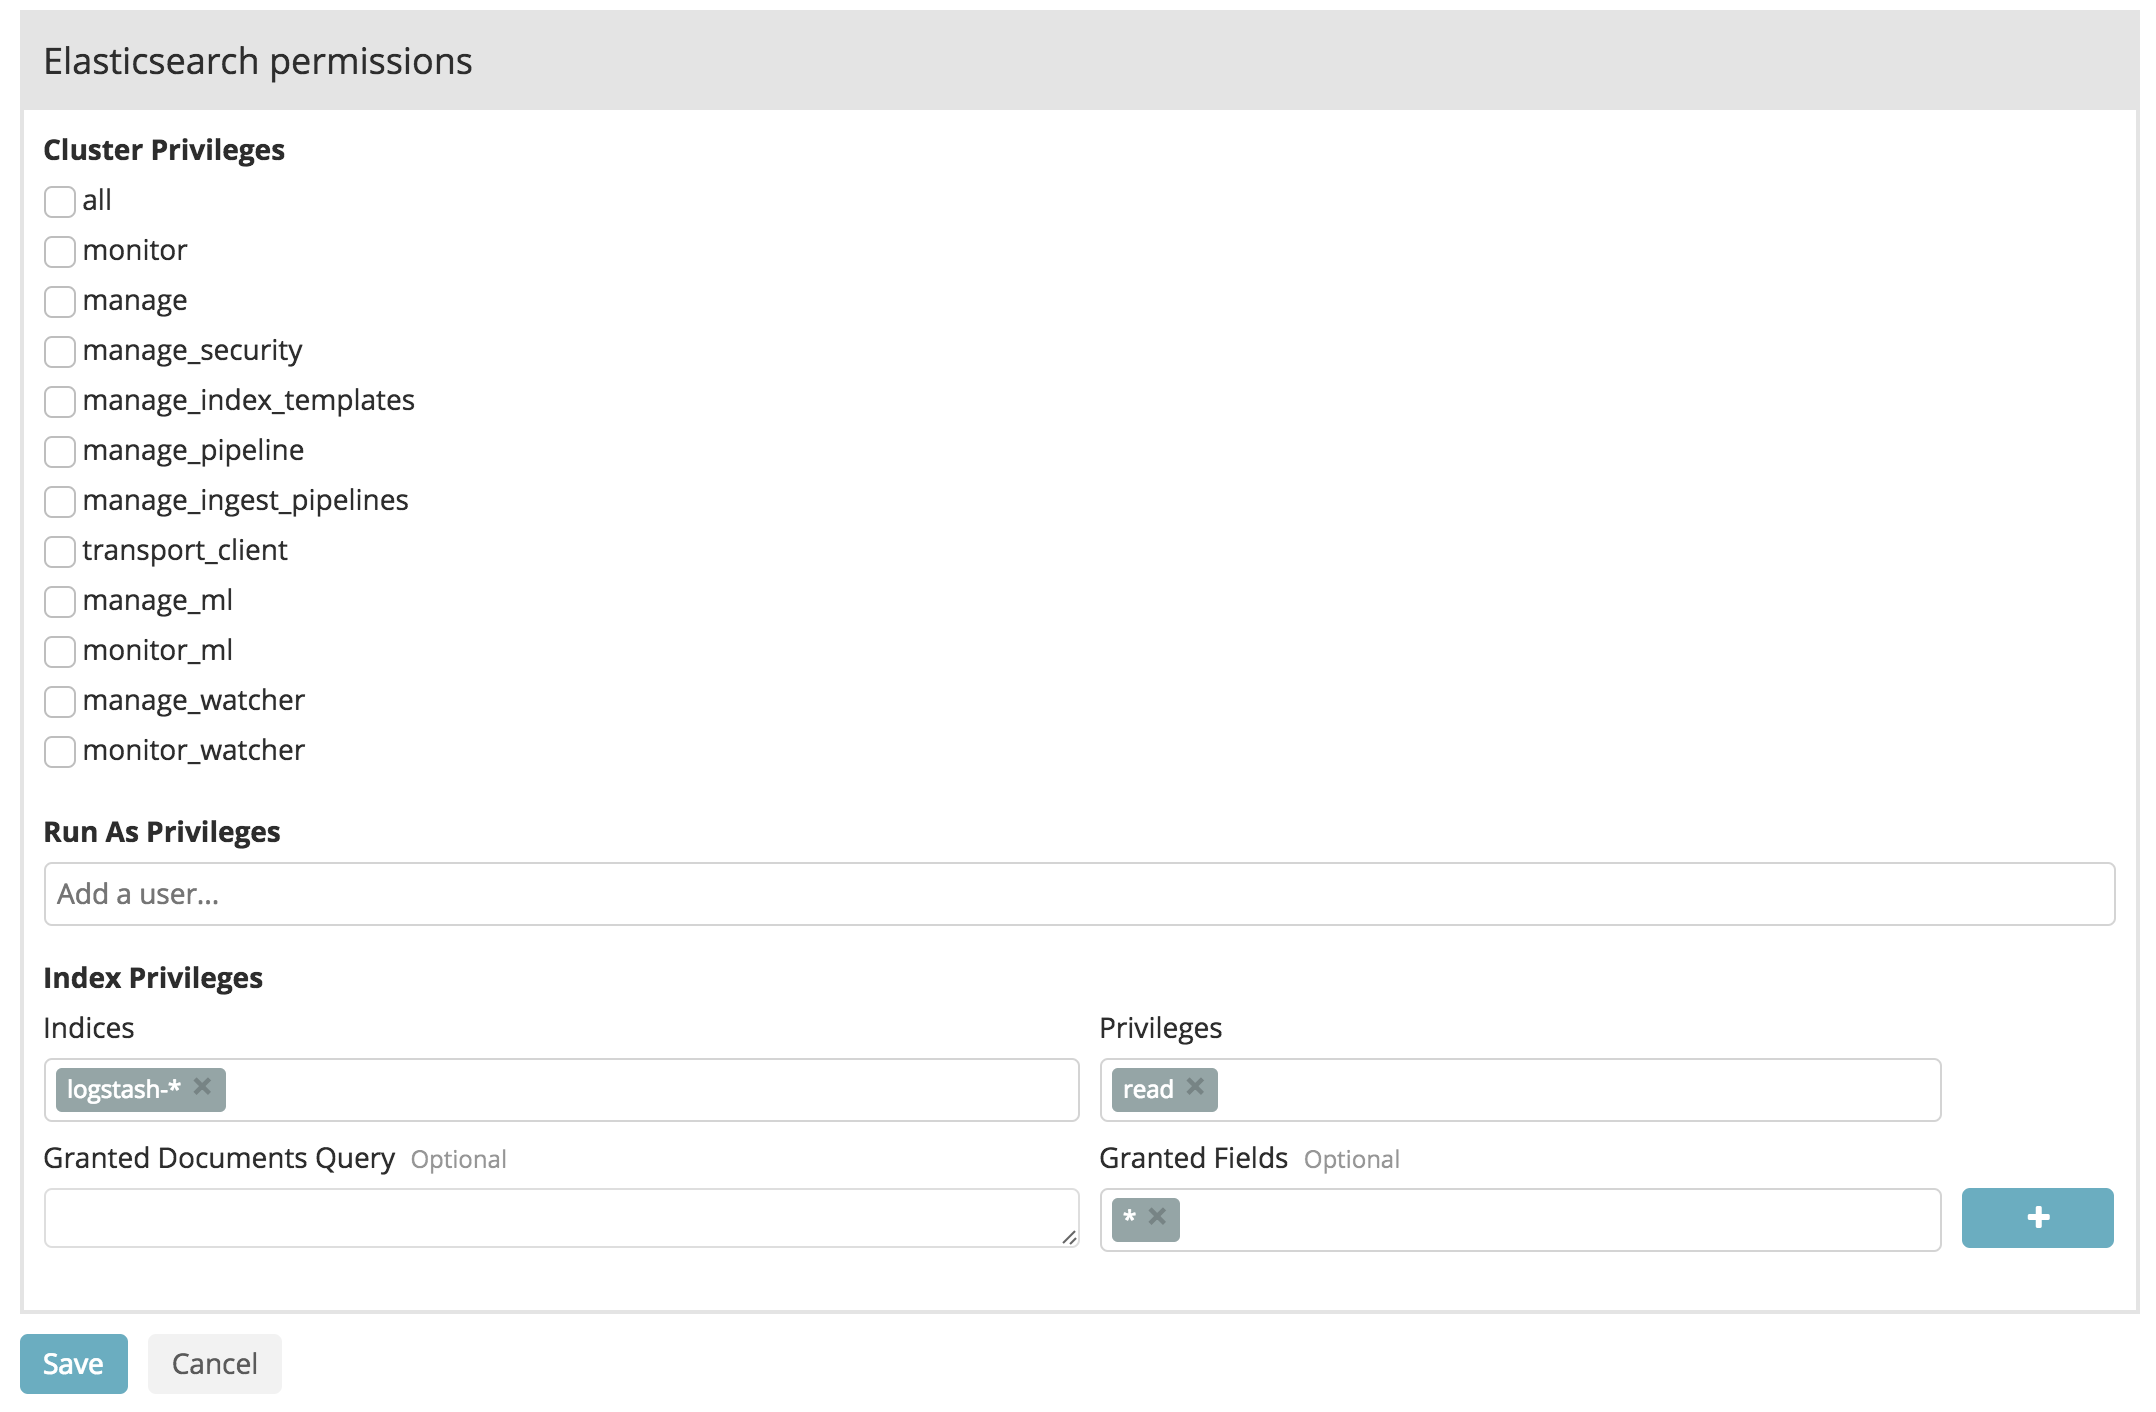 Elasticsearch permissions
Cluster Privileges
all
monitor
manage
manage_security
manage_index_templates
manage_pipeline
manage_ingest_pipelines
transport_client
manage_ml
monitor_ml
manage_watcher
monitor_watcher
Run As Privileges
Add a user...
Index Privileges
Indices
Privileges
logstash-*
read
Granted Documents Query Optional
Granted Fields Optional
*
Save
Cancel